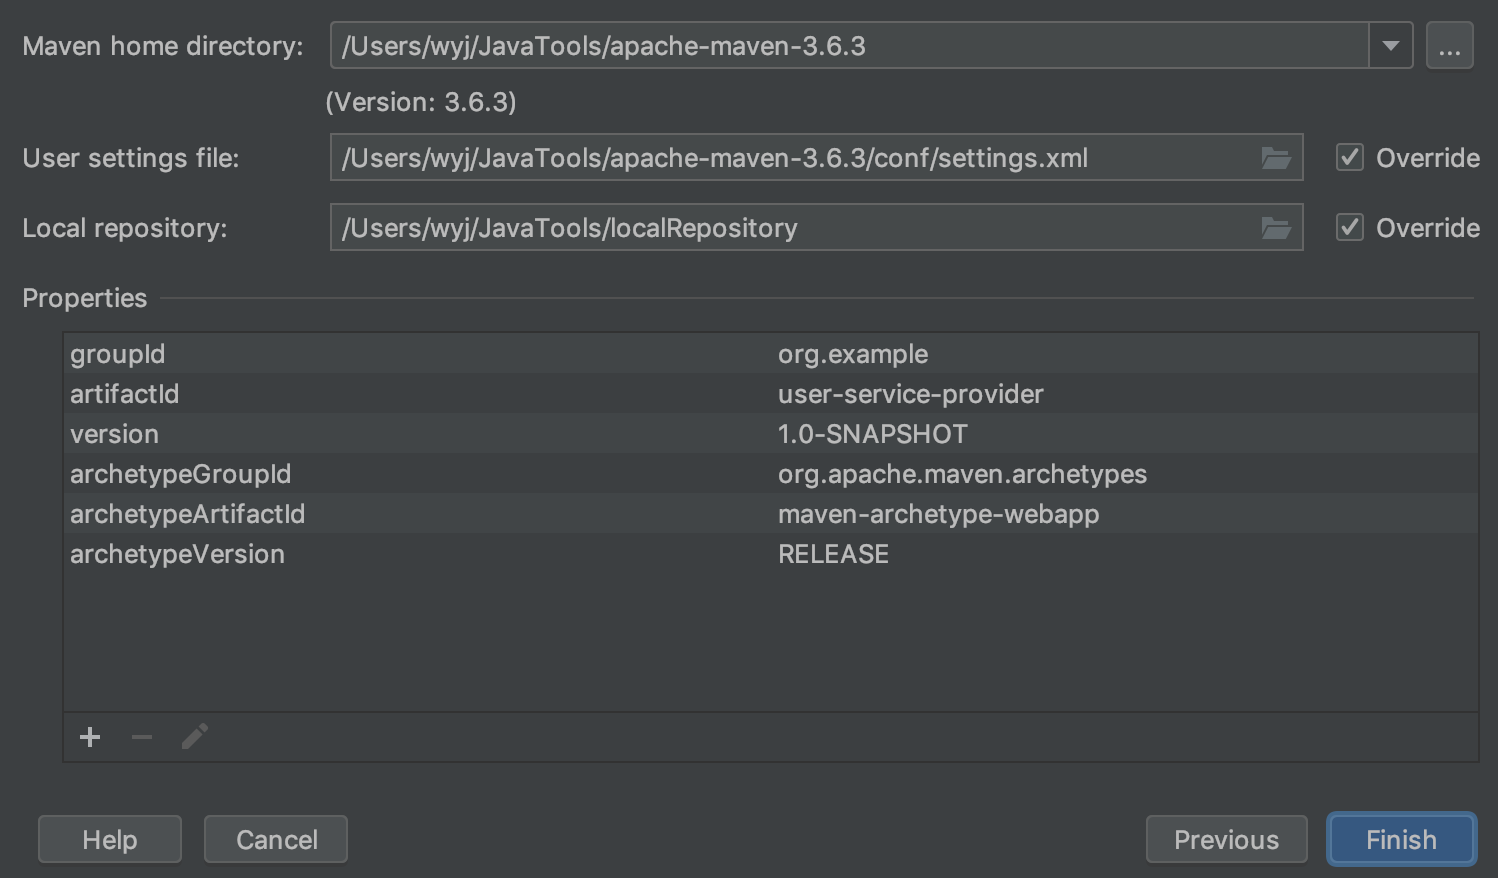 Maven home directory: /Users/wyj/JavaTools/apache-maven-3.6.3 ...
(Version: 3.6.3)
User settings file: /Users/wyj/JavaTools/apache-maven-3.6.3/conf/settings.xml Override
Local repository: /Users/wyj/JavaTools/localRepository Override
Properties
groupId org.example
artifactId user-service-provider
version 1.0-SNAPSHOT
archetypeGroupId org.apache.maven.archetypes
archetypeArtifactId maven-archetype-webapp
archetypeVersion RELEASE
Help Cancel Previous Finish